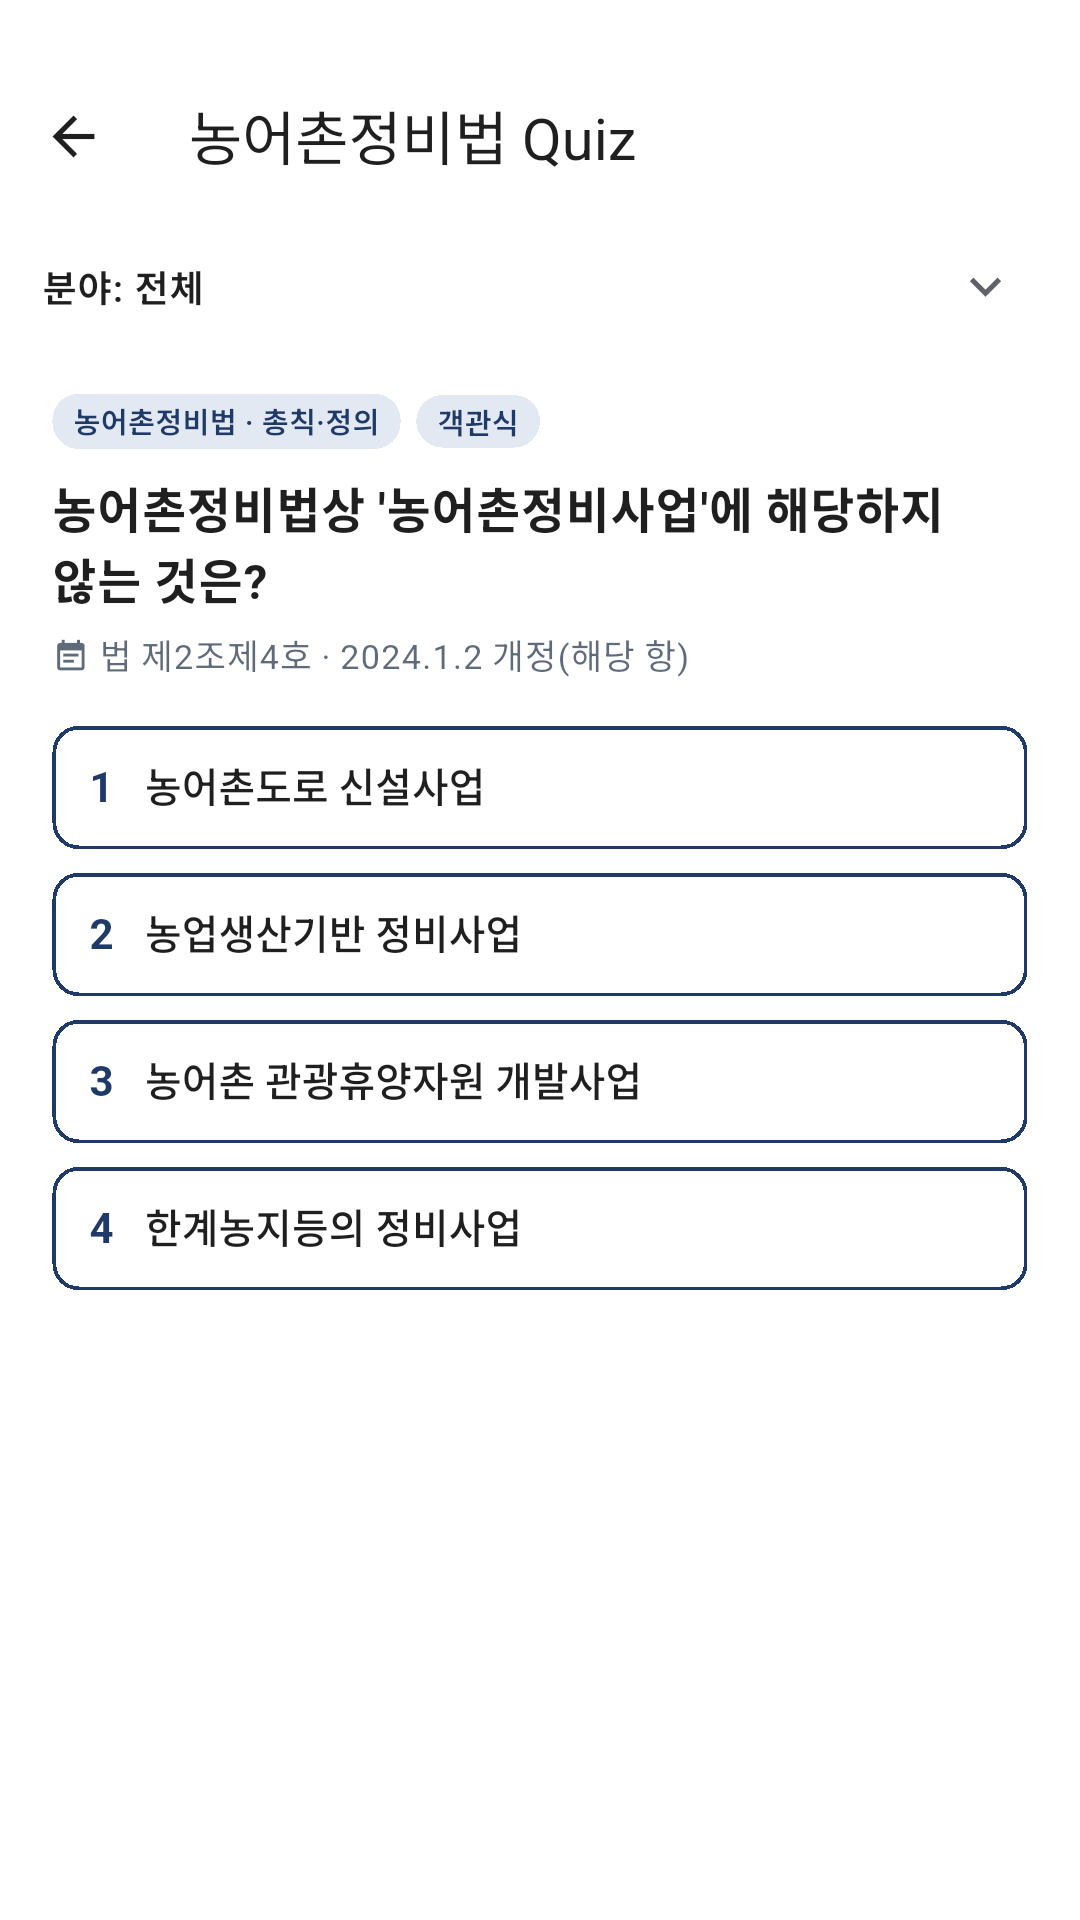 농어촌정비법 Quiz
분야: 전체
농어촌정비법 · 총칙·정의 객관식
농어촌정비법상 '농어촌정비사업'에 해당하지
않는 것은?
법 제2조제4호 · 2024.1.2 개정(해당 항)
1 농어촌도로 신설사업
2 농업생산기반 정비사업
3 농어촌 관광휴양자원 개발사업
4 한계농지등의 정비사업